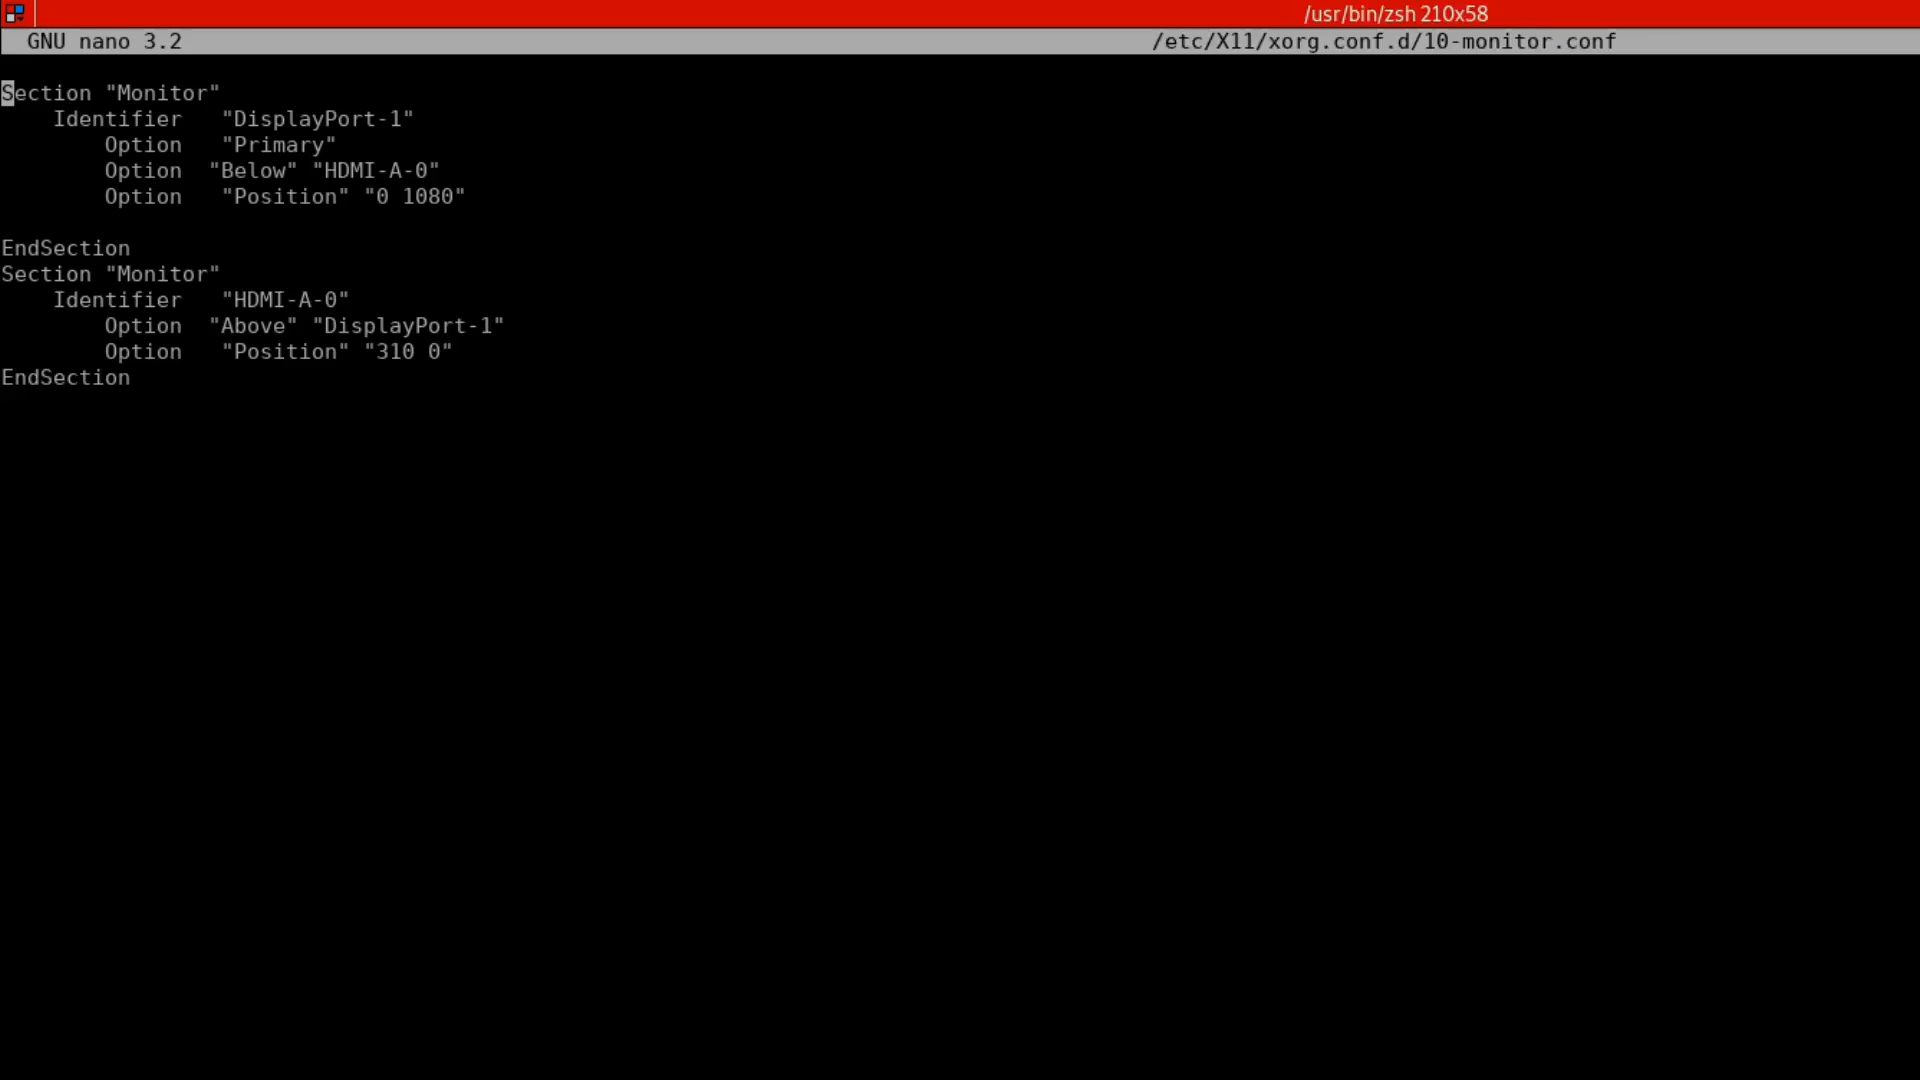 /usr/bin/zsh 210x58
GNU nano 3.2 /etc/X11/xorg.conf.d/10-monitor.conf
Section "Monitor"
Identifier "DisplayPort-1"
Option "Primary"
Option "Below" "HDMI-A-0"
Option "Position" "0 1080"
EndSection
Section "Monitor"
Identifier "HDMI-A-0"
Option "Above" "DisplayPort-1"
Option "Position" "310 0"
EndSection